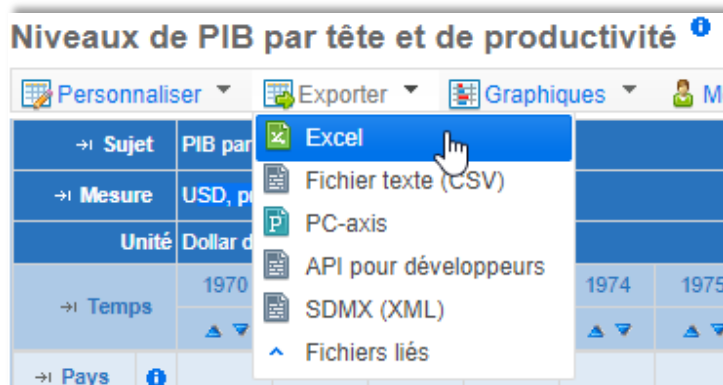 Niveaux de PIB par tête et de productivité
Personnaliser Exporter Graphiques M
Sujet PIB par
Excel
Mesure USD,
Fichier texte (CSV)
Unité Dollar d
PC-axis
API pour développeurs
Temps 1970 1974 1975
SDMX (XML)
Fichiers liés
Pays